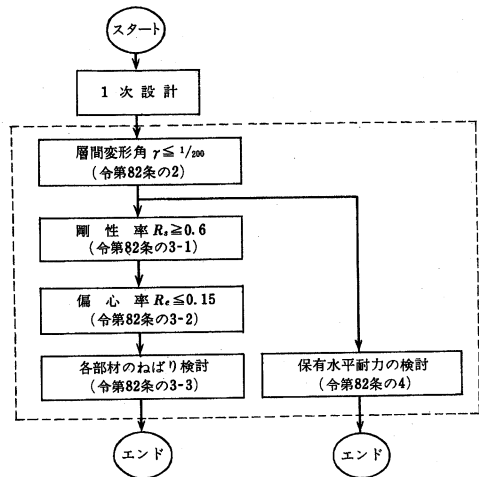 スタート
1次設計
層間変形角 γ≦1/200
(令第82条の2)
剛性率 Rs≧0.6
(令第82条の3-1)
偏心率 Re≦0.15
(令第82条の3-2)
各部材のねばり検討
(令第82条の3-3)
保有水平耐力の検討
(令第82条の4)
エンド
エンド